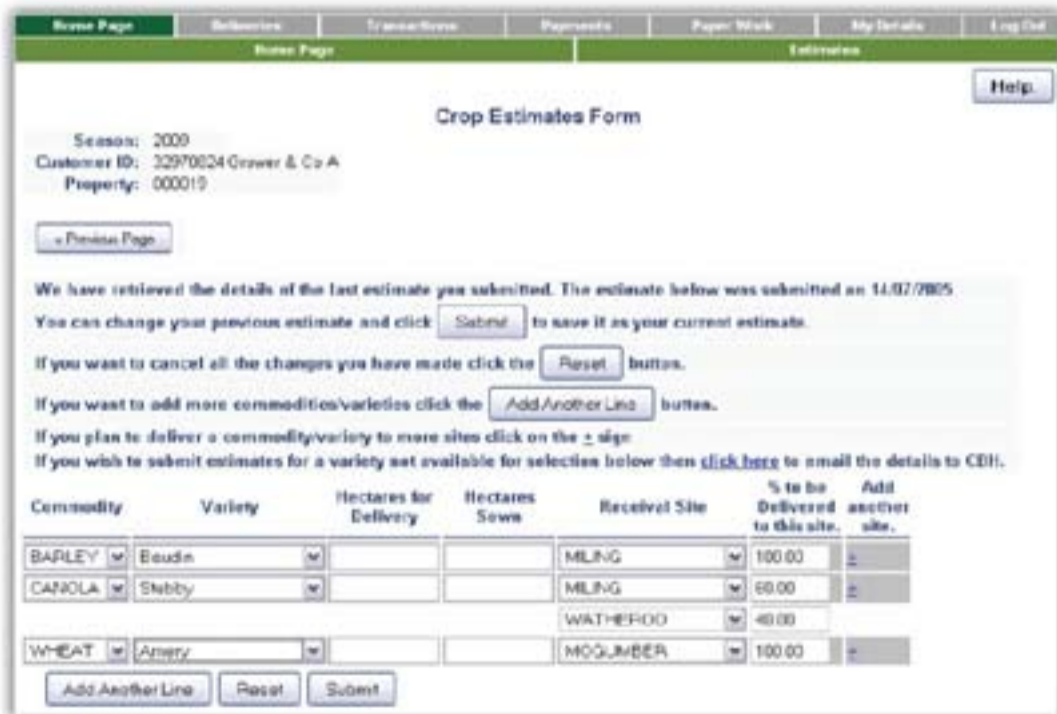 Home Page Deliveries Transactions Payments Paper Work My Details Log Out
Home Page Estimates
Help
Crop Estimates Form
Season: 2009
Customer ID: 32970824 Grower & Co A
Property: 000019
« Previous Page
We have retrieved the details of the last estimate you submitted. The estimate below was submitted on 14/07/2005
You can change your previous estimate and click Submit to save it as your current estimate.
If you want to cancel all the changes you have made click the Reset button.
If you want to add more commodities/varieties click the Add Another Line button.
If you plan to deliver a commodity/variety to more sites click on the + sign
If you wish to submit estimates for a variety not available for selection below then click here to email the details to CBH.
Commodity Variety Hectares for Delivery Hectares Sown Receival Site % to be Delivered to this site. Add another site.
BARLEY Baudin MILING 100.00 +
CANOLA Stubby MILING 60.00 +
WATHEROO 40.00
WHEAT Amery MOGUMBER 100.00 +
Add Another Line Reset Submit